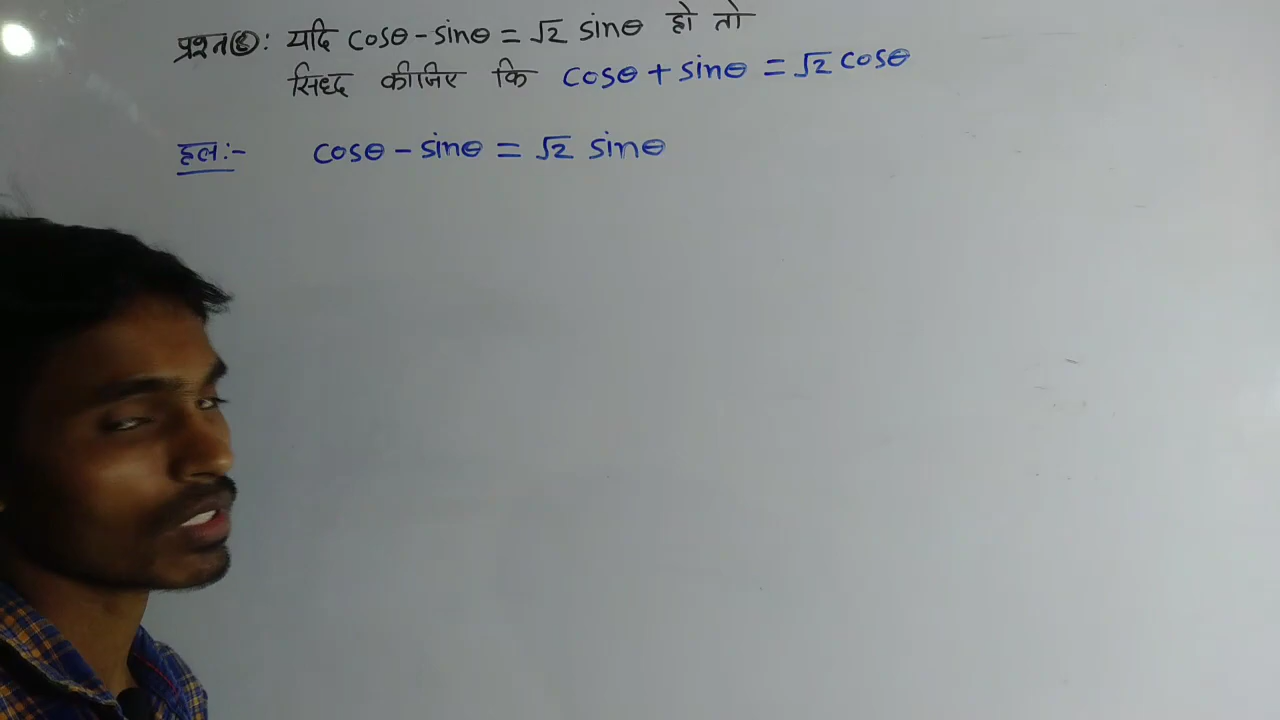 प्रश्न⑥: यदि cosθ - sinθ = √2 sinθ हो तो
सिध्द कीजिए कि cosθ + sinθ = √2 cosθ
हल:- cosθ - sinθ = √2 sinθ